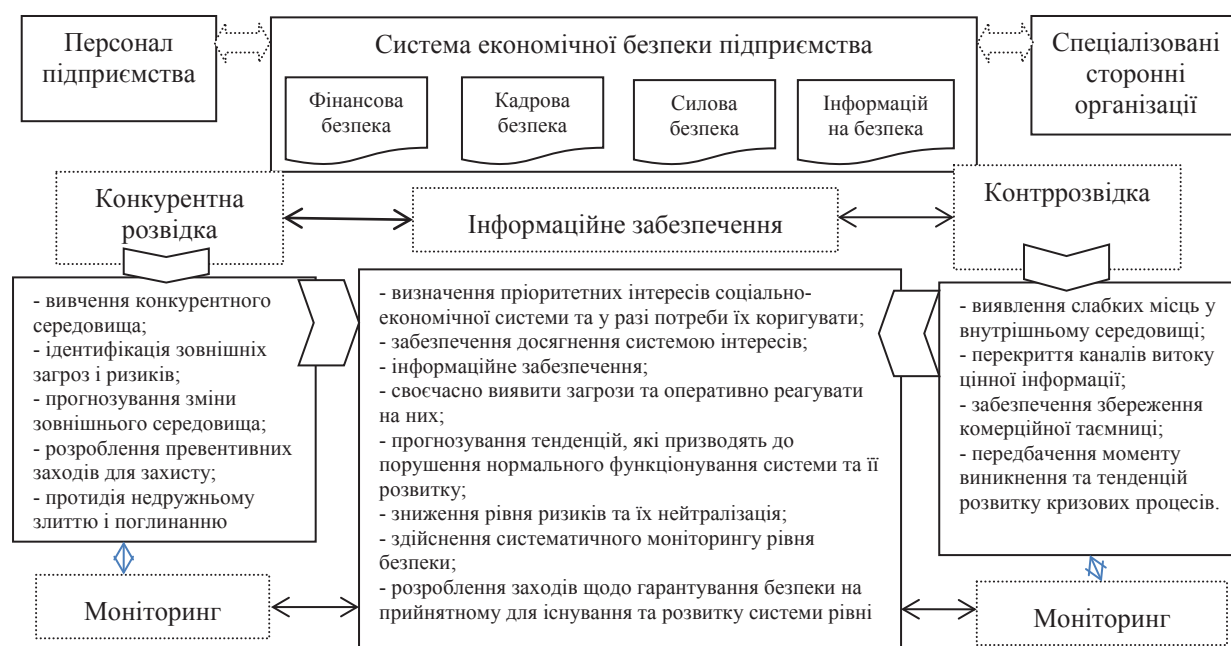 Персонал
підприємства
Система економічної безпеки підприємства
Спеціалізовані
сторонні
організації
Фінансова
безпека
Кадрова
безпека
Силова
безпека
Інформацій
на безпека
Конкурентна
розвідка
Інформаційне забезпечення
Контррозвідка
- вивчення конкурентного
середовища;
- ідентифікація зовнішніх
загроз і ризиків;
- прогнозування зміни
зовнішнього середовища;
- розроблення превентивних
заходів для захисту;
- протидія недружньому
злиттю і поглинанню
- визначення пріоритетних інтересів соціально-
економічної системи та у разі потреби їх коригувати;
- забезпечення досягнення системою інтересів;
- інформаційне забезпечення;
- своєчасно виявити загрози та оперативно реагувати
на них;
- прогнозування тенденцій, які призводять до
порушення нормального функціонування системи та її
розвитку;
- зниження рівня ризиків та їх нейтралізація;
- здійснення систематичного моніторингу рівня
безпеки;
- розроблення заходів щодо гарантування безпеки на
прийнятному для існування та розвитку системи рівні
- виявлення слабких місць у
внутрішньому середовищі;
- перекриття каналів витоку
цінної інформації;
- забезпечення збереження
комерційної таємниці;
- передбачення моменту
виникнення та тенденцій
розвитку кризових процесів.
Моніторинг
Моніторинг